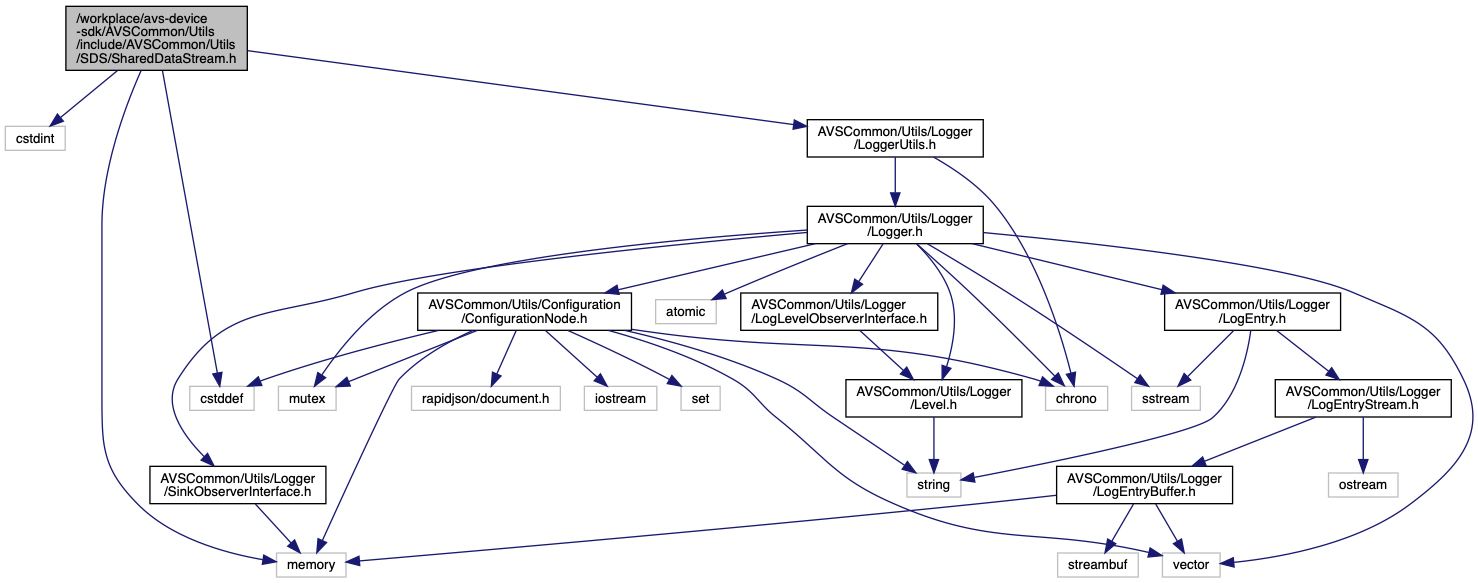 /workplace/avs-device
-sdk/AVSCommon/Utils
/include/AVSCommon/Utils
/SDS/SharedDataStream.h
cstdint
AVSCommon/Utils/Logger
/LoggerUtils.h
AVSCommon/Utils/Logger
/Logger.h
AVSCommon/Utils/Configuration
/ConfigurationNode.h
atomic
AVSCommon/Utils/Logger
/LogLevelObserverInterface.h
AVSCommon/Utils/Logger
/LogEntry.h
cstddef
mutex
rapidjson/document.h
iostream
set
AVSCommon/Utils/Logger
/Level.h
chrono
sstream
AVSCommon/Utils/Logger
/LogEntryStream.h
AVSCommon/Utils/Logger
/SinkObserverInterface.h
string
AVSCommon/Utils/Logger
/LogEntryBuffer.h
ostream
memory
streambuf
vector